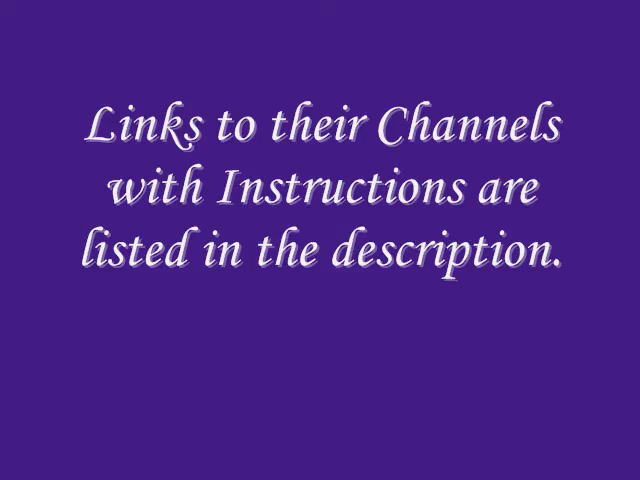 Links to their Channels
with Instructions are
listed in the description.